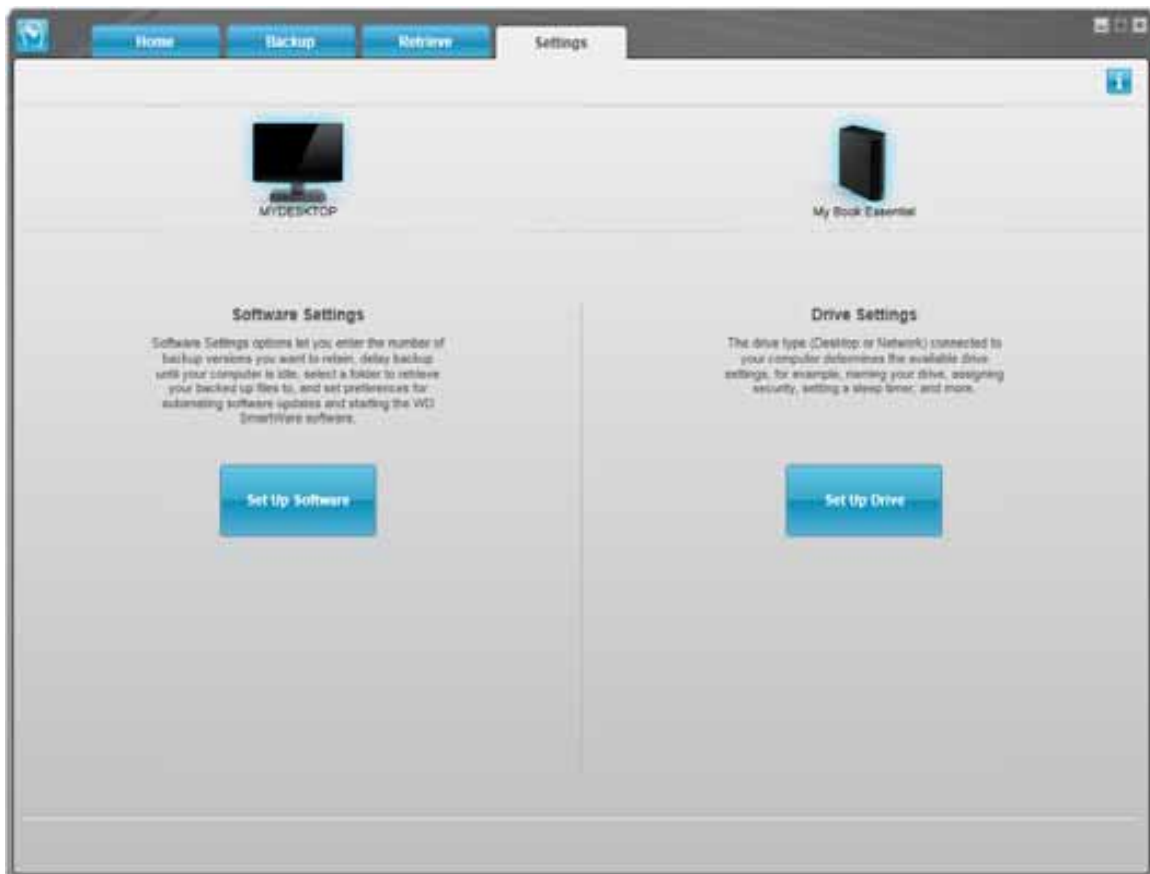 Home
Backup
Retrieve
Settings
i
MYDESKTOP
My Book Essential
Software Settings
Software Settings options let you enter the number of
backup versions you want to retain, delay backup
until your computer is idle, select a folder to retrieve
your backed up files to, and set preferences for
automating software updates and starting the WD
SmartWare software.
Set Up Software
Drive Settings
The drive type (Desktop or Network) connected to
your computer determines the available drive
settings, for example, naming your drive, assigning
security, setting a sleep timer, and more.
Set Up Drive